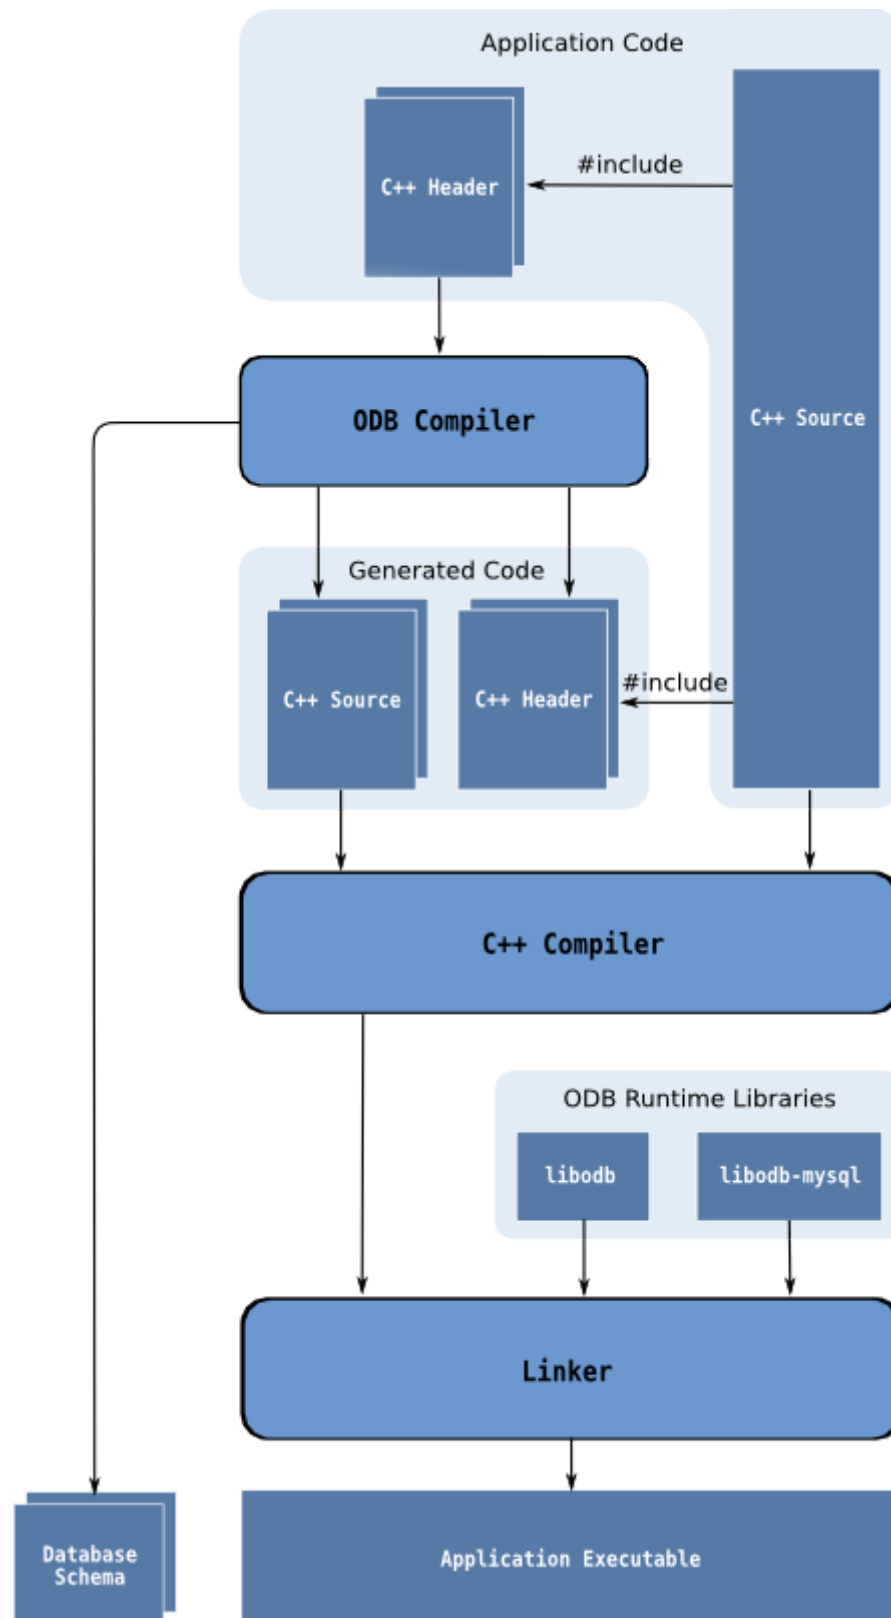 Application Code
#include
C++ Header
ODB Compiler
C++ Source
Generated Code
C++ Source
C++ Header
#include
C++ Compiler
ODB Runtime Libraries
libodb
libodb-mysql
Linker
Database
Schema
Application Executable